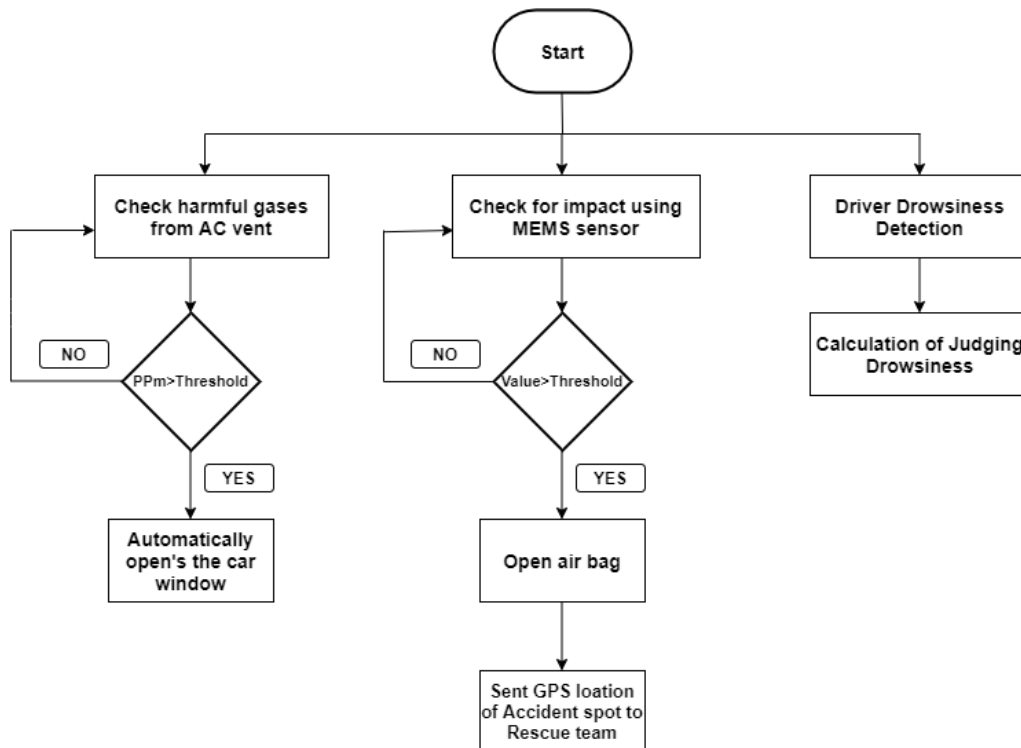 Start
Check harmful gases
from AC vent
Check for impact using
MEMS sensor
Driver Drowsiness
Detection
NO
PPm>Threshold
NO
Value>Threshold
Calculation of Judging
Drowsiness
YES
YES
Automatically
open's the car
window
Open air bag
Sent GPS loation
of Accident spot to
Rescue team